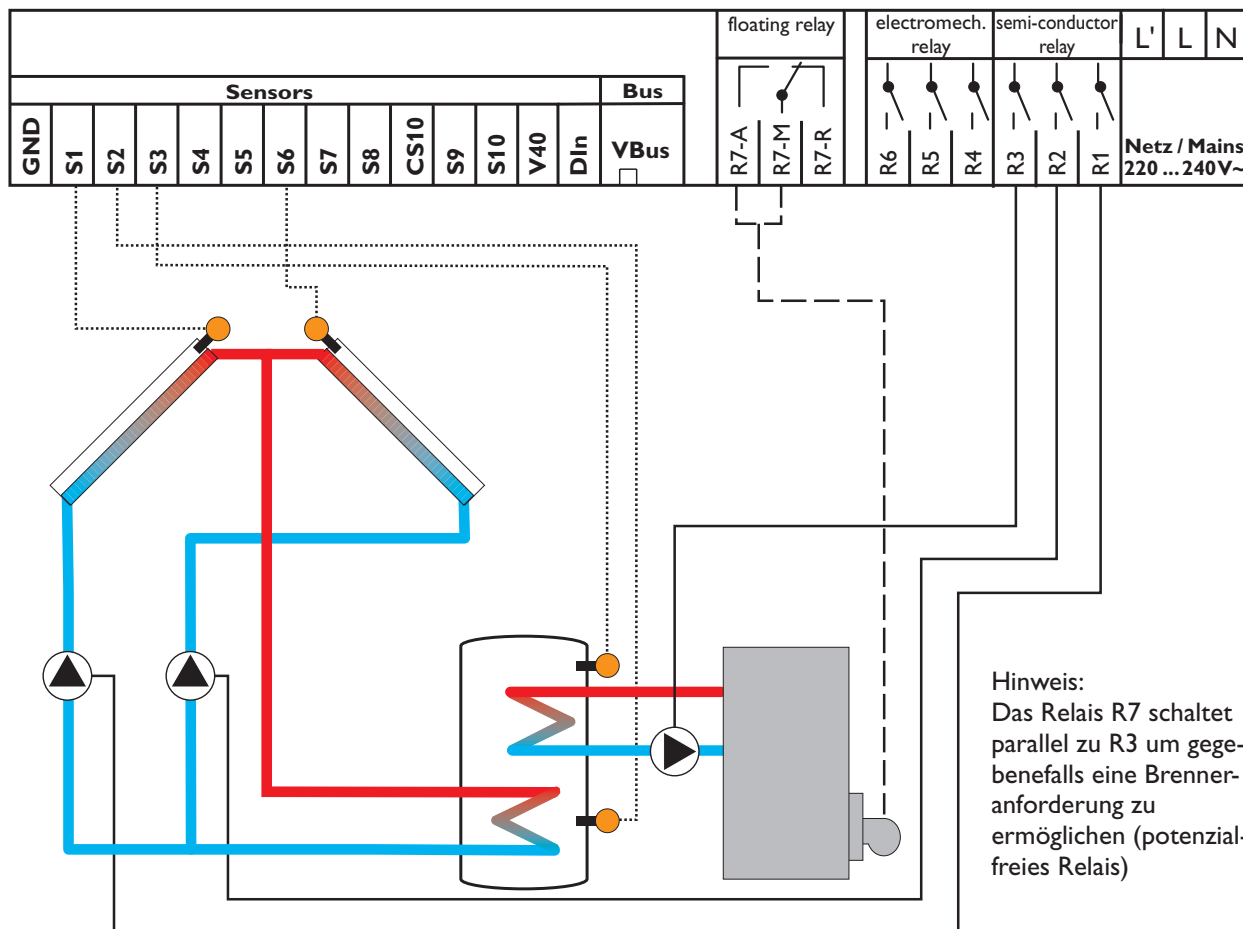 floating relay
electromech. relay
semi-conductor relay
L' L N
Sensors
Bus
GND S1 S2 S3 S4 S5 S6 S7 S8 CS10 S9 S10 V40 DIn
VBus
R7-A R7-M R7-R
R6 R5 R4 R3 R2 R1
Netz / Mains
220 ... 240V~
Hinweis:
Das Relais R7 schaltet
parallel zu R3 um gege-
benefalls eine Brenner-
anforderung zu
ermöglichen (potenzial-
freies Relais)